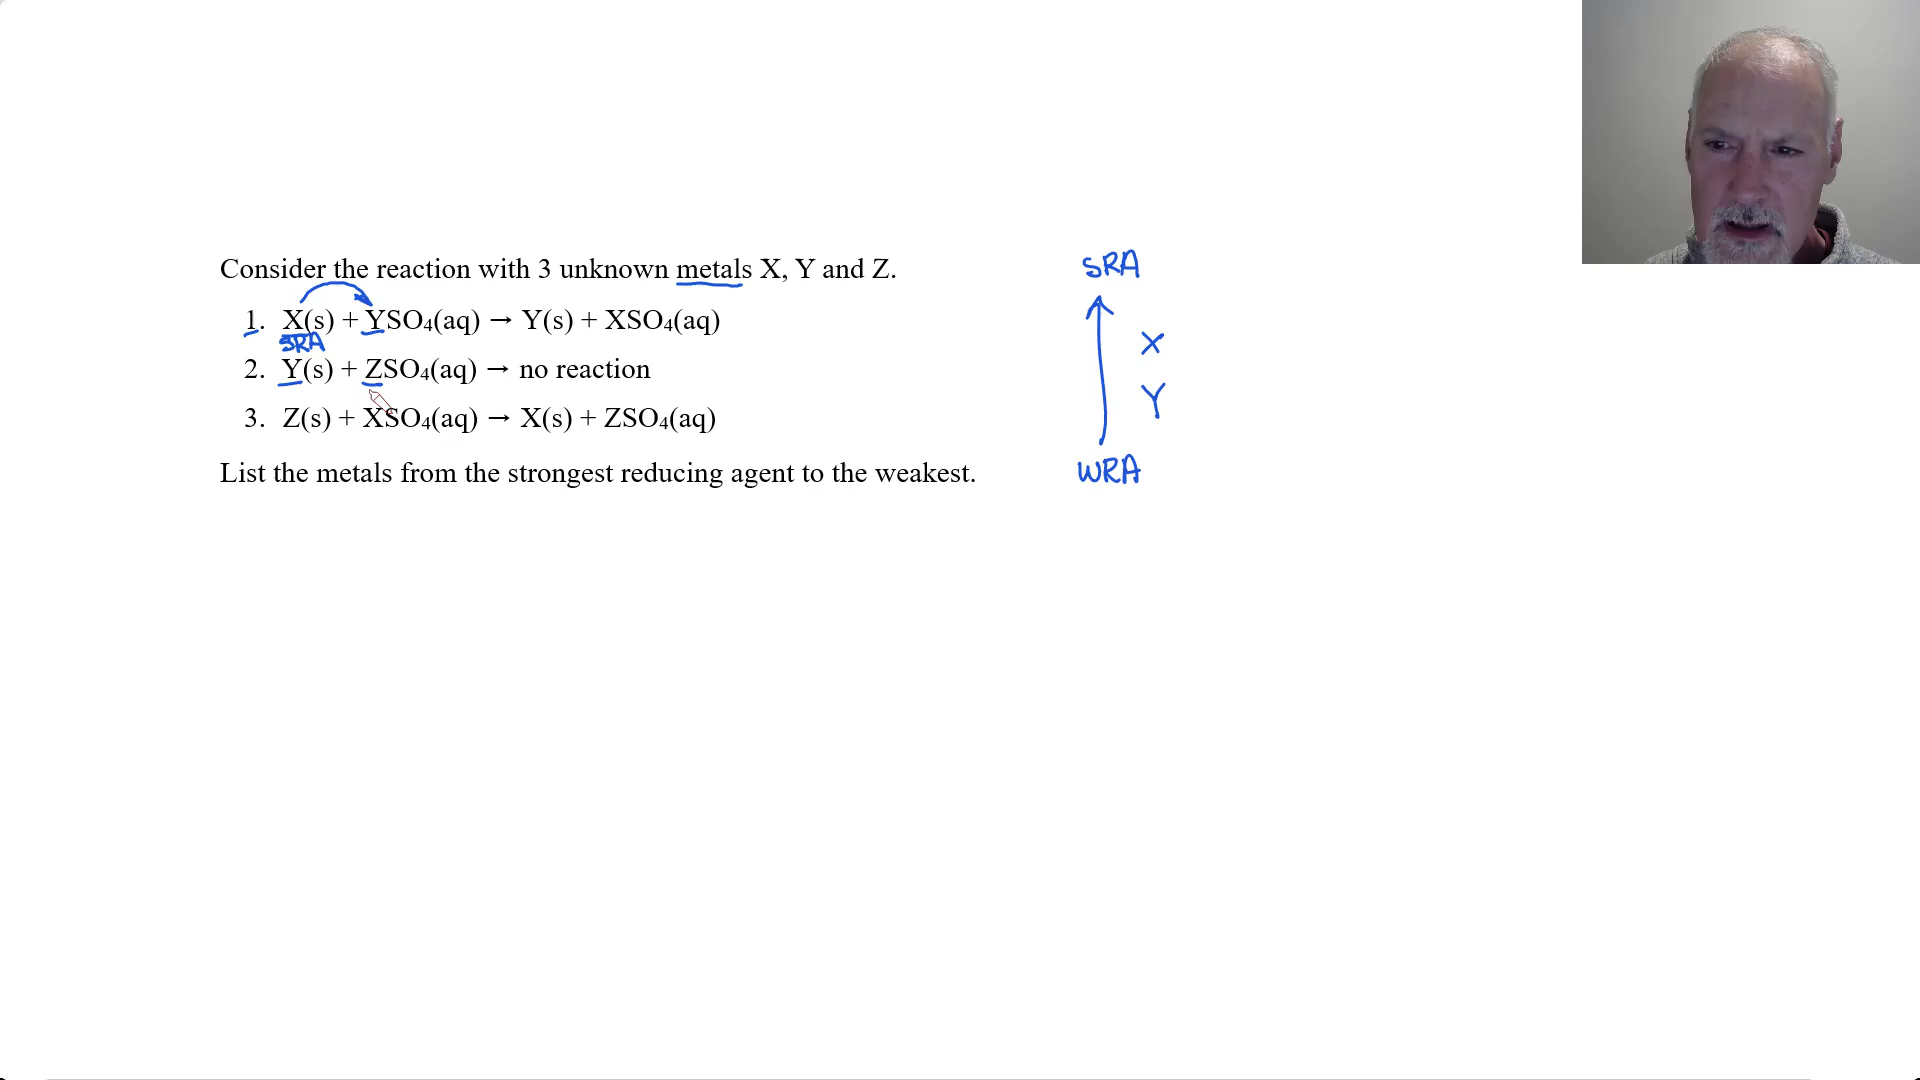 Consider the reaction with 3 unknown metals X, Y and Z.
1. X(s) + YSO₄(aq) → Y(s) + XSO₄(aq)
SRA
2. Y(s) + ZSO₄(aq) → no reaction
3. Z(s) + XSO₄(aq) → X(s) + ZSO₄(aq)
List the metals from the strongest reducing agent to the weakest.
SRA
X
Y
WRA